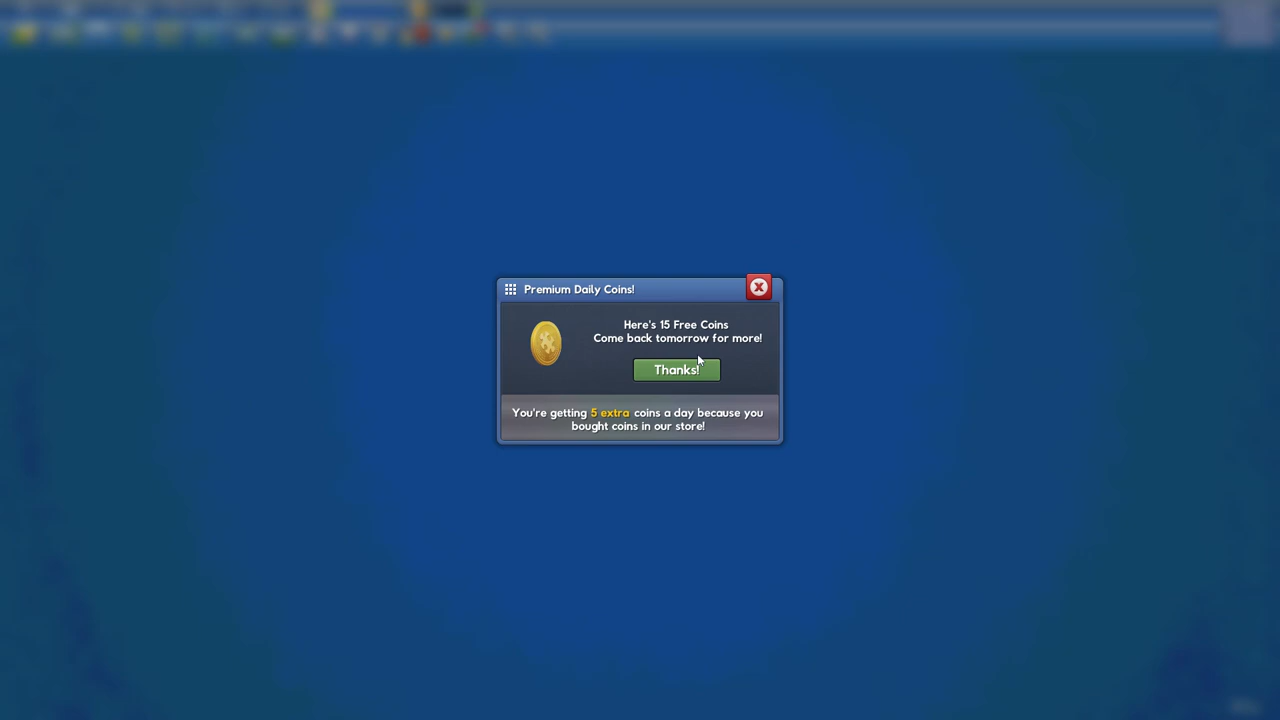 Premium Daily Coins!
Here's 15 Free Coins
Come back tomorrow for more!
Thanks!
You're getting 5 extra coins a day because you
bought coins in our store!